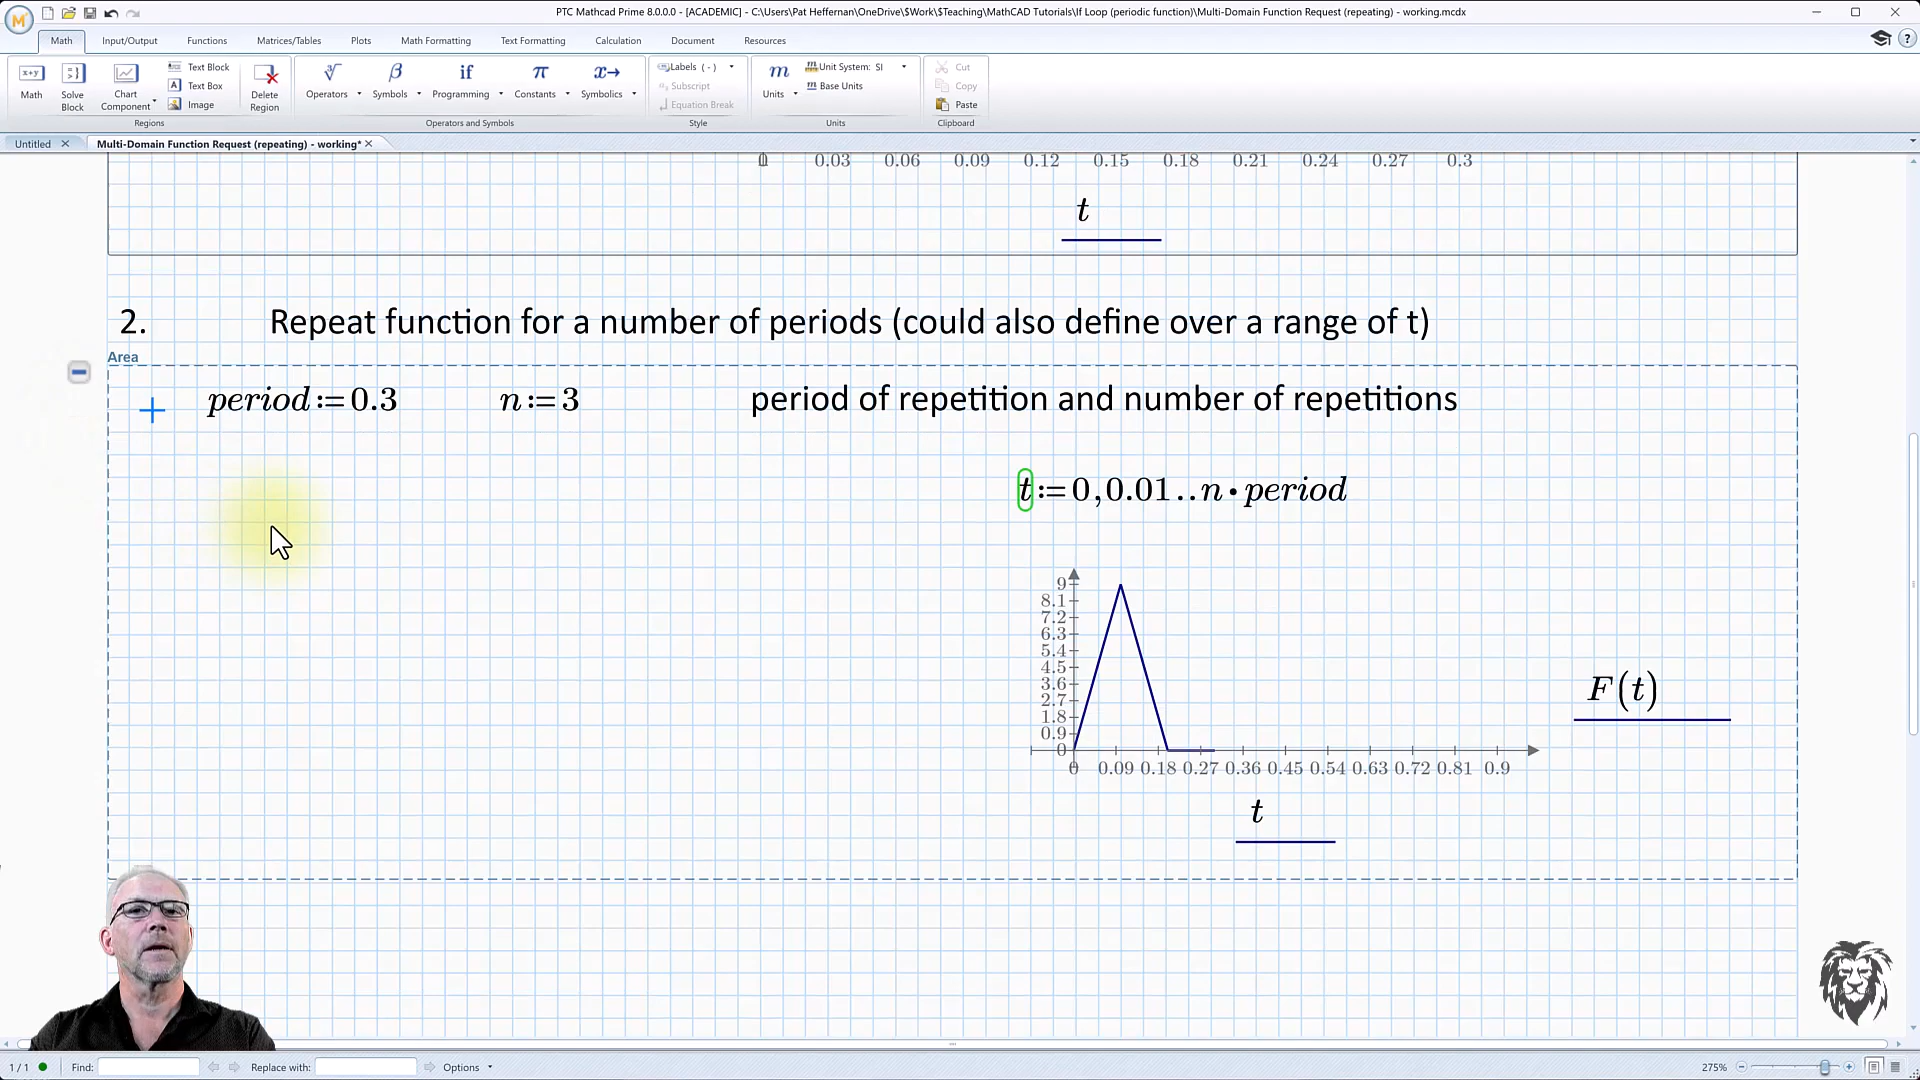 PTC Mathcad Prime 8.0.0.0 - [ACADEMIC] - C:\Users\Pat Heffernan\OneDrive\$Work\$Teaching\MathCAD Tutorials\If Loop (periodic function)\Multi-Domain Function Request (repeating) - working.mcdx
Math Input/Output Functions Matrices/Tables Plots Math Formatting Text Formatting Calculation Document Resources
Math
Solve Block
Chart Component
Text Block
Text Box
Image
Delete Region
Regions
Operators
Symbols
if
Programming
π
Constants
Symbolics
Operators and Symbols
Labels ( - )
Subscript
Equation Break
Style
m
Units
Unit System: SI
Base Units
Units
Cut
Copy
Paste
Clipboard
Untitled
Multi-Domain Function Request (repeating) - working*
0 0.03 0.06 0.09 0.12 0.15 0.18 0.21 0.24 0.27 0.3
t
2. Repeat function for a number of periods (could also define over a range of t)
Area
period := 0.3 n := 3 period of repetition and number of repetitions
t := 0 , 0.01 .. n • period
9
8.1
7.2
6.3
5.4
4.5
3.6
2.7
1.8
0.9
0
F(t)
0 0.09 0.18 0.27 0.36 0.45 0.54 0.63 0.72 0.81 0.9
t
1 / 1 Find: Replace with: Options 275%